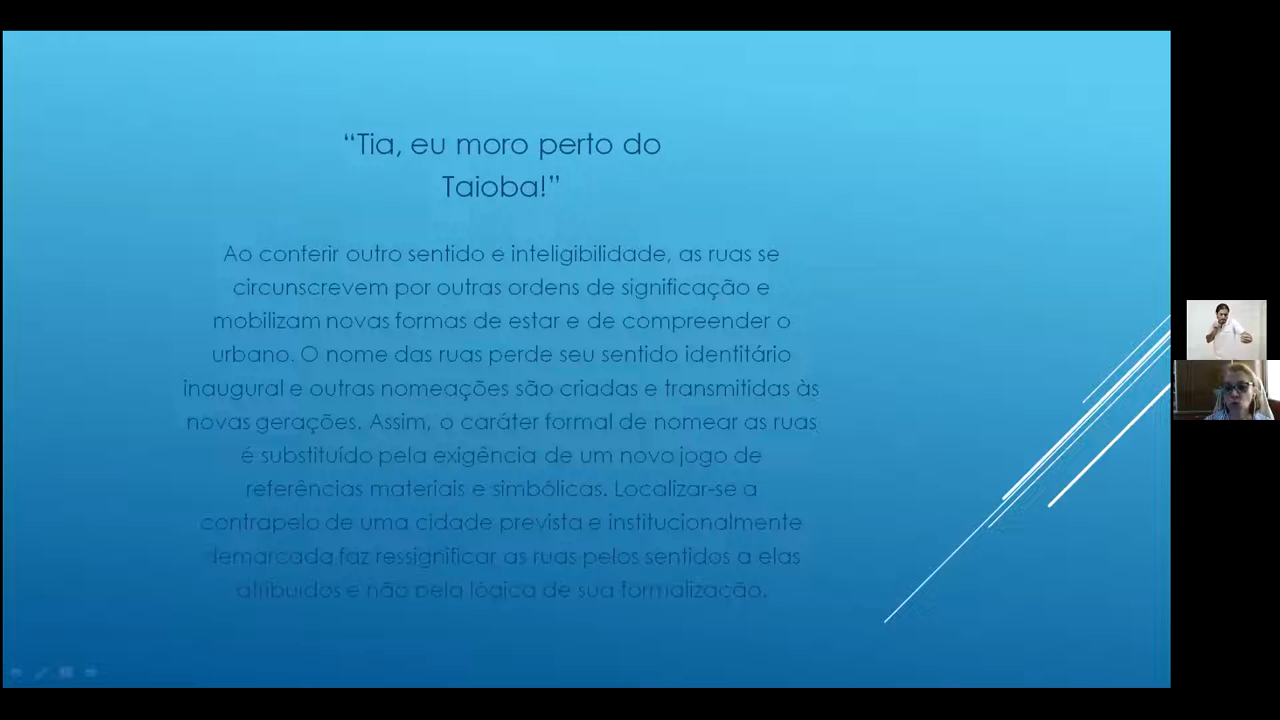 “Tia, eu moro perto do
Taioba!”
Ao conferir outro sentido e inteligibilidade, as ruas se
circunscrevem por outras ordens de significação e
mobilizam novas formas de estar e de compreender o
urbano. O nome das ruas perde seu sentido identitário
inaugural e outras nomeações são criadas e transmitidas às
novas gerações. Assim, o caráter formal de nomear as ruas
é substituído pela exigência de um novo jogo de
referências materiais e simbólicas. Localizar-se a
contrapelo de uma cidade prevista e institucionalmente
demarcada faz ressignificar as ruas pelos sentidos a elas
atribuídos e não pela lógica de sua formalização.